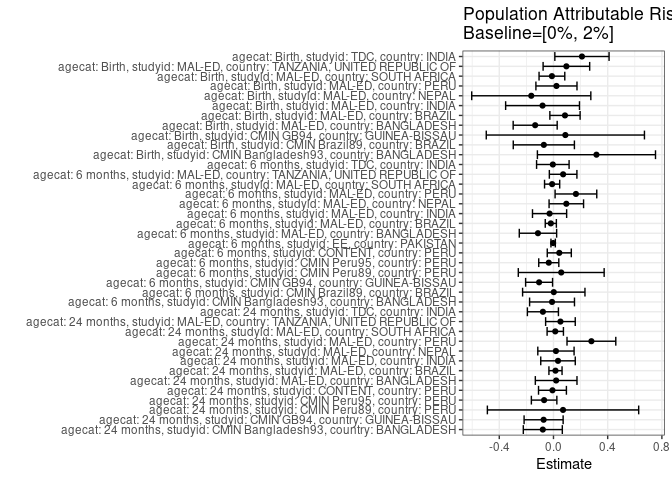 Population Attributable Ris
Baseline=[0%, 2%]
agecat: Birth, studyid: TDC, country: INDIA
agecat: Birth, studyid: MAL-ED, country: TANZANIA, UNITED REPUBLIC OF
agecat: Birth, studyid: MAL-ED, country: SOUTH AFRICA
agecat: Birth, studyid: MAL-ED, country: PERU
agecat: Birth, studyid: MAL-ED, country: NEPAL
agecat: Birth, studyid: MAL-ED, country: INDIA
agecat: Birth, studyid: MAL-ED, country: BRAZIL
agecat: Birth, studyid: MAL-ED, country: BANGLADESH
agecat: Birth, studyid: CMIN GB94, country: GUINEA-BISSAU
agecat: Birth, studyid: CMIN Brazil89, country: BRAZIL
agecat: Birth, studyid: CMIN Bangladesh93, country: BANGLADESH
agecat: 6 months, studyid: TDC, country: INDIA
agecat: 6 months, studyid: MAL-ED, country: TANZANIA, UNITED REPUBLIC OF
agecat: 6 months, studyid: MAL-ED, country: SOUTH AFRICA
agecat: 6 months, studyid: MAL-ED, country: PERU
agecat: 6 months, studyid: MAL-ED, country: NEPAL
agecat: 6 months, studyid: MAL-ED, country: INDIA
agecat: 6 months, studyid: MAL-ED, country: BRAZIL
agecat: 6 months, studyid: MAL-ED, country: BANGLADESH
agecat: 6 months, studyid: EE, country: PAKISTAN
agecat: 6 months, studyid: CONTENT, country: PERU
agecat: 6 months, studyid: CMIN Peru95, country: PERU
agecat: 6 months, studyid: CMIN Peru89, country: PERU
agecat: 6 months, studyid: CMIN GB94, country: GUINEA-BISSAU
agecat: 6 months, studyid: CMIN Brazil89, country: BRAZIL
agecat: 6 months, studyid: CMIN Bangladesh93, country: BANGLADESH
agecat: 24 months, studyid: TDC, country: INDIA
agecat: 24 months, studyid: MAL-ED, country: TANZANIA, UNITED REPUBLIC OF
agecat: 24 months, studyid: MAL-ED, country: SOUTH AFRICA
agecat: 24 months, studyid: MAL-ED, country: PERU
agecat: 24 months, studyid: MAL-ED, country: NEPAL
agecat: 24 months, studyid: MAL-ED, country: INDIA
agecat: 24 months, studyid: MAL-ED, country: BRAZIL
agecat: 24 months, studyid: MAL-ED, country: BANGLADESH
agecat: 24 months, studyid: CONTENT, country: PERU
agecat: 24 months, studyid: CMIN Peru95, country: PERU
agecat: 24 months, studyid: CMIN Peru89, country: PERU
agecat: 24 months, studyid: CMIN GB94, country: GUINEA-BISSAU
agecat: 24 months, studyid: CMIN Bangladesh93, country: BANGLADESH
-0.4 0.0 0.4 0.8
Estimate